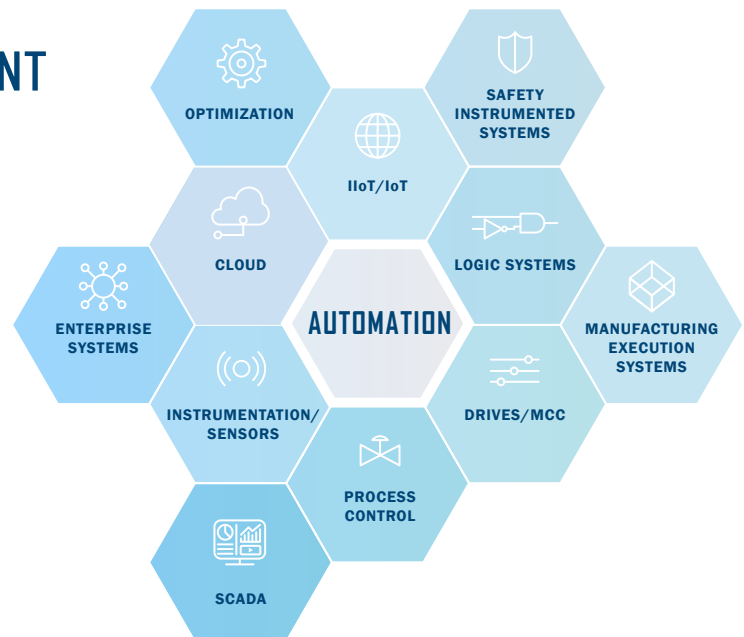 NT
OPTIMIZATION
SAFETY
INSTRUMENTED
SYSTEMS
IIoT/IoT
CLOUD
LOGIC SYSTEMS
ENTERPRISE
SYSTEMS
AUTOMATION
MANUFACTURING
EXECUTION
SYSTEMS
INSTRUMENTATION/
SENSORS
DRIVES/MCC
PROCESS
CONTROL
SCADA